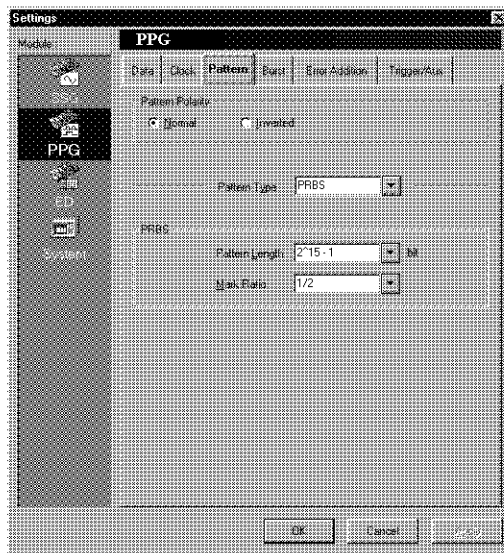 Settings
Module
PPG
SSG
PPG
ED
System
Data Clock Pattern Burst Error Addition Trigger/Aux
Pattern Polarity
Normal Inverted
Pattern Type PRBS
PRBS
Pattern Length 2^15 - 1 bit
Mark Ratio 1/2
OK Cancel